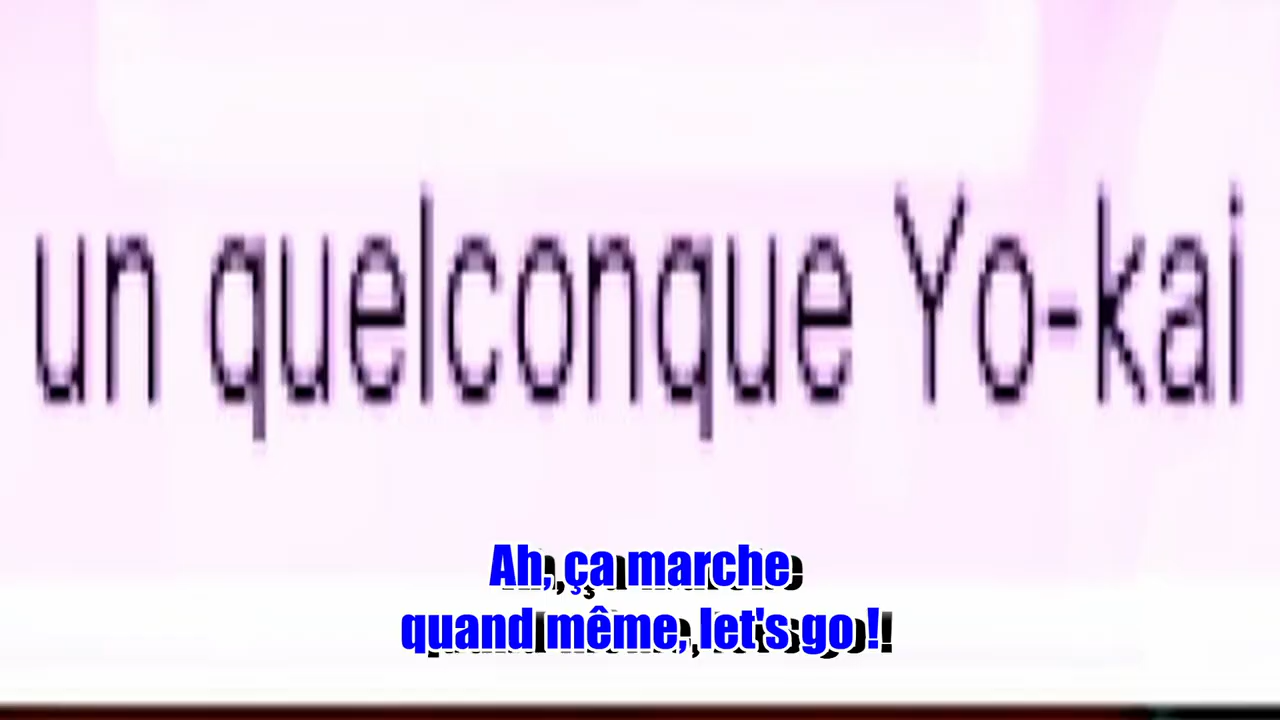 un quelconque Yo-kai
Ah, ça marche
quand même, let's go !